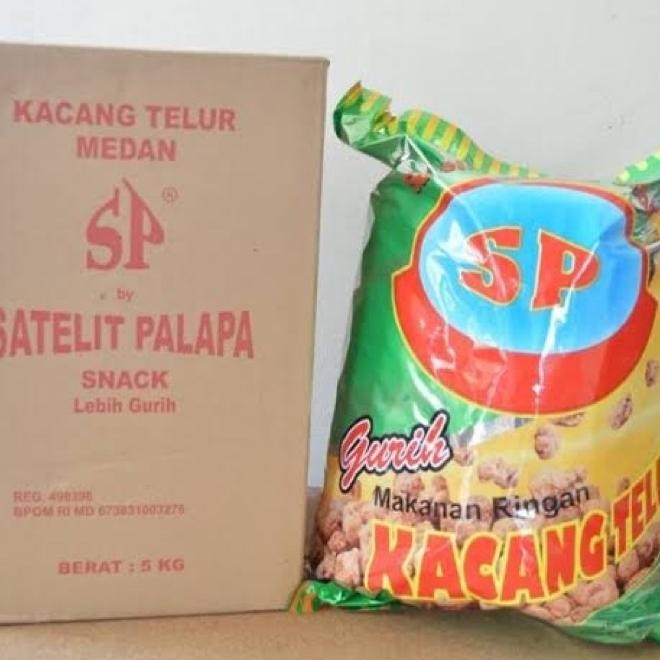 KACANG TELUR
MEDAN
SP®
by
SATELIT PALAPA
SNACK
Lebih Gurih
REG. 498396
BPOM RI MD 673831003276
BERAT : 5 KG
SP
Gurih
Makanan Ringan
KACANG TEL